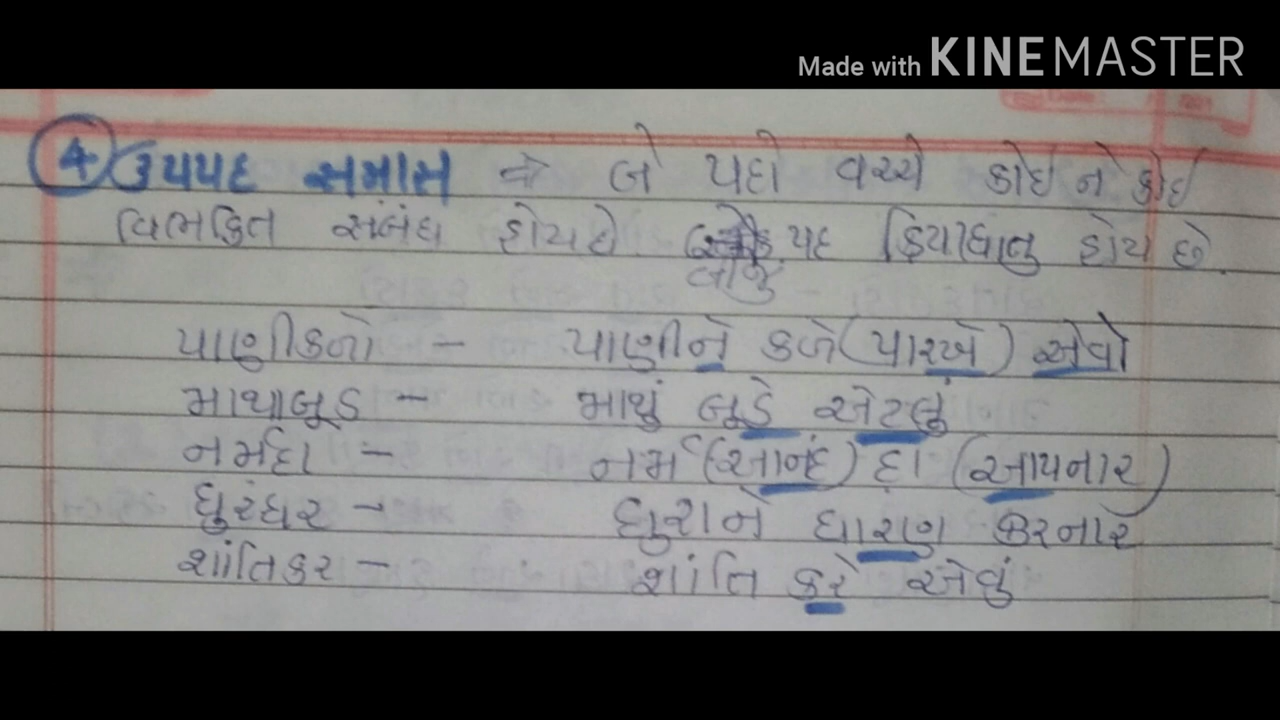 Made with KINEMASTER
4 ઉપપદ સમાસ ⇒ બે પદો વચ્ચે કોઇ ને કોઇ
વિભક્તિ સંબંધ હોય છે પદ ક્રિયાધાતુ હોય છે.
બીજુ
પાણીકળો - પાણીને કળે (પારખે) એવો
માથાબૂડ - માથું બૂડે એટલું
નર્મદા - નર્મ (આનંદ) દા (આપનાર)
ધુરંધર - ધુરાને ધારણ કરનાર
શાંતિકર - શાંતિ કરે એવું